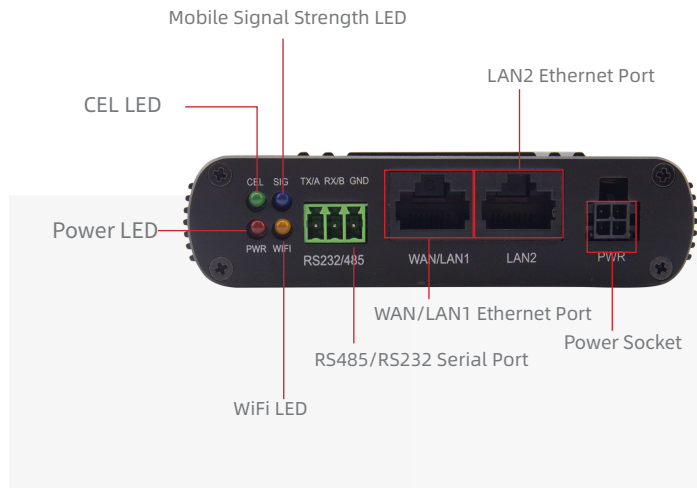 Mobile Signal Strength LED
LAN2 Ethernet Port
CEL LED
CEL SIG TX/A RX/B GND
Power LED
PWR WIFI RS232/485 WAN/LAN1 LAN2 PWR
WAN/LAN1 Ethernet Port
Power Socket
RS485/RS232 Serial Port
WiFi LED